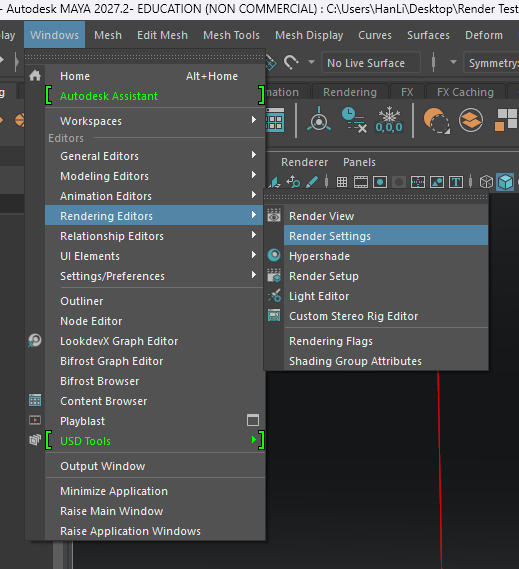 - Autodesk MAYA 2027.2- EDUCATION (NON COMMERCIAL) : C:\Users\HanLi\Desktop\Render Test
Windows Mesh Edit Mesh Mesh Tools Mesh Display Curves Surfaces Deform
No Live Surface Symmetry:
Rendering FX FX Caching
0,0,0
Renderer Panels
Home Alt+Home
Autodesk Assistant
Workspaces
Editors
General Editors
Modeling Editors
Animation Editors
Rendering Editors
Relationship Editors
UI Elements
Settings/Preferences
Outliner
Node Editor
LookdevX Graph Editor
Bifrost Graph Editor
Bifrost Browser
Content Browser
Playblast
USD Tools
Output Window
Minimize Application
Raise Main Window
Raise Application Windows
Render View
Render Settings
Hypershade
Render Setup
Light Editor
Custom Stereo Rig Editor
Rendering Flags
Shading Group Attributes